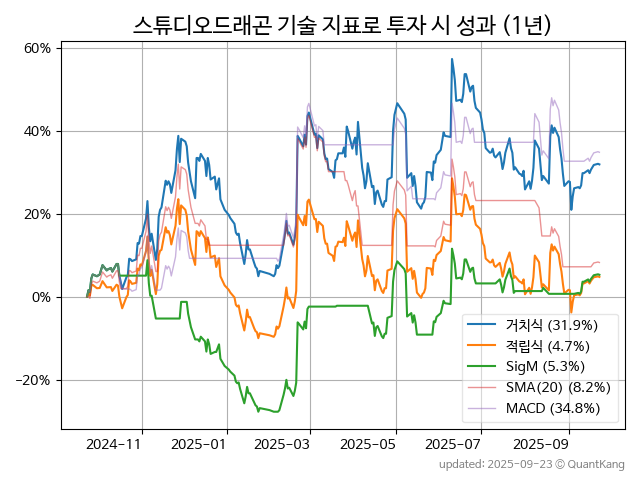 스튜디오드래곤 기술 지표로 투자 시 성과 (1년)
60%
40%
20%
0%
−20%
거치식 (31.9%)
적립식 (4.7%)
SigM (5.3%)
SMA(20) (8.2%)
MACD (34.8%)
2024-11 2025-01 2025-03 2025-05 2025-07 2025-09
updated: 2025-09-23 © QuantKang